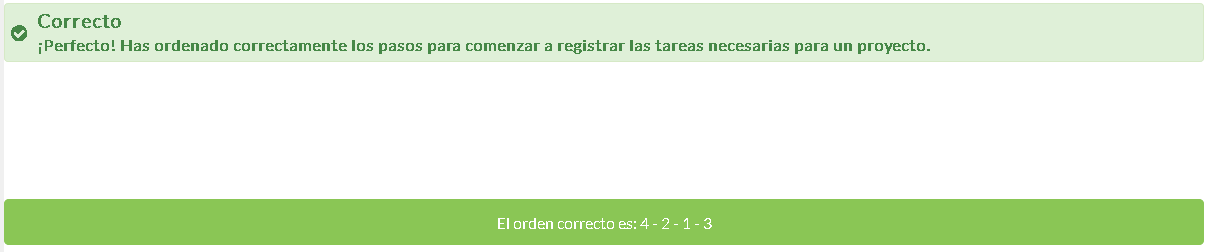 Correcto
¡Perfecto! Has ordenado correctamente los pasos para comenzar a registrar las tareas necesarias para un proyecto.
El orden correcto es: 4 - 2 - 1 - 3